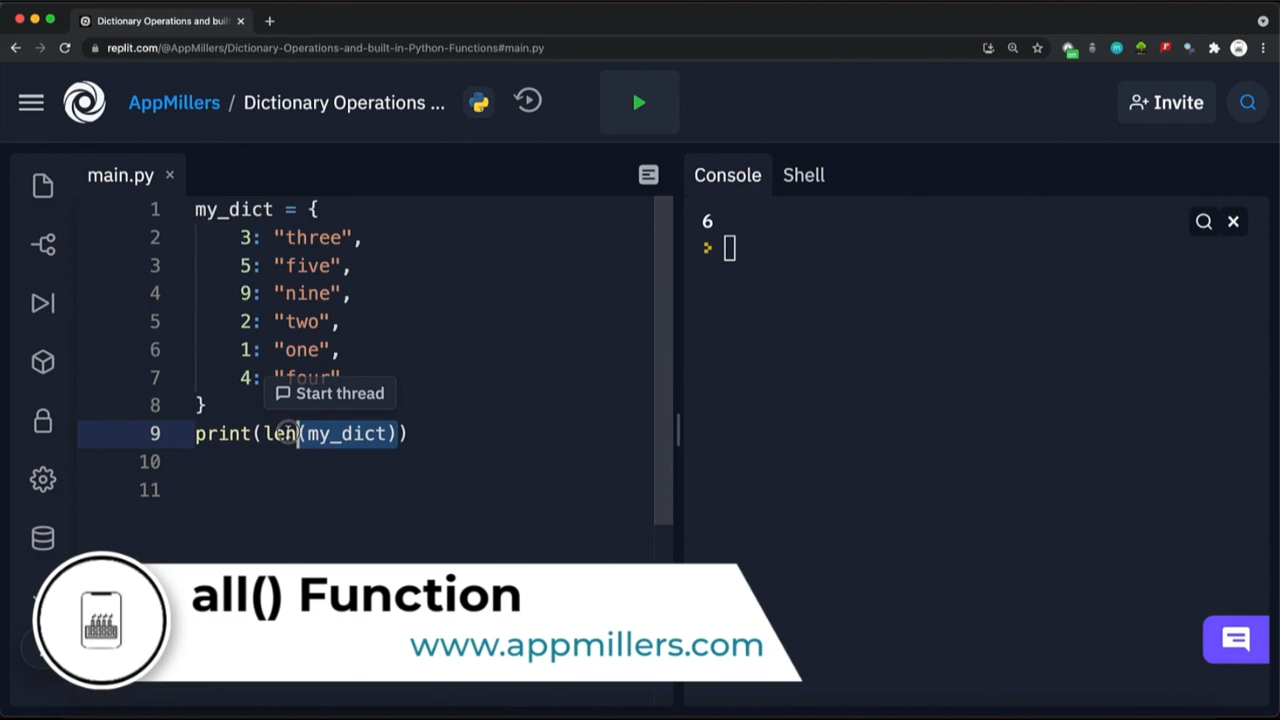 Dictionary Operations and buil
replit.com/@AppMillers/Dictionary-Operations-and-built-in-Python-Functions#main.py
on
AppMillers / Dictionary Operations ...
Invite
main.py
Console
Shell
1 my_dict = {
2 3: "three",
3 5: "five",
4 9: "nine",
5 2: "two",
6 1: "one",
7 4: "four"
Start thread
8 }
9 print(len(my_dict))
10
11
6
all() Function
www.appmillers.com